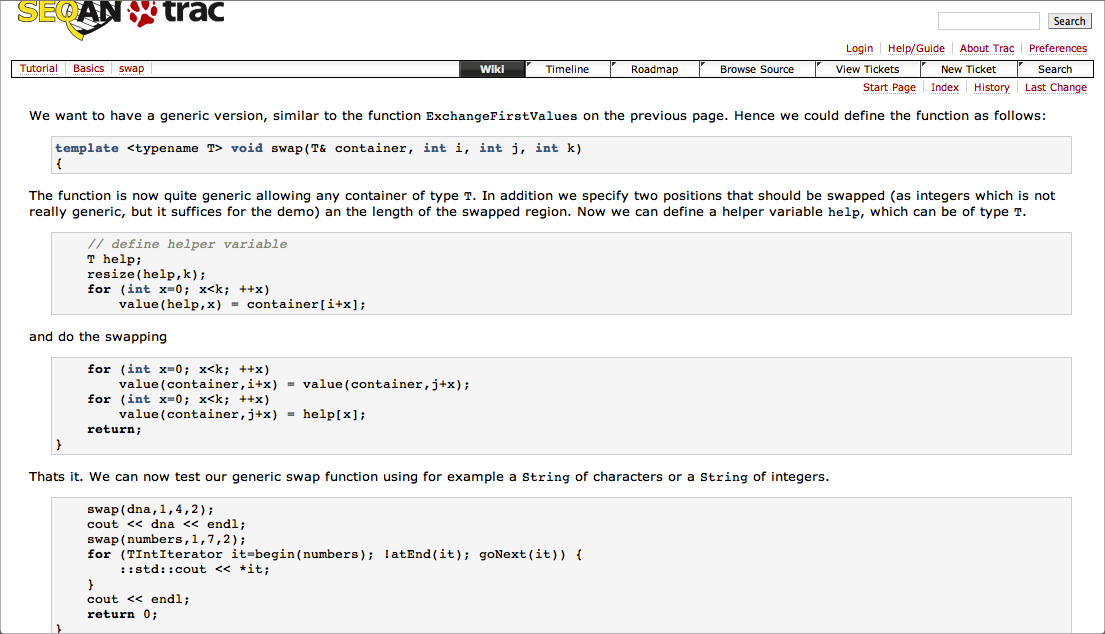 SEQAN trac
Search
Login Help/Guide About Trac Preferences
Tutorial Basics swap Wiki Timeline Roadmap Browse Source View Tickets New Ticket Search
Start Page Index History Last Change
We want to have a generic version, similar to the function ExchangeFirstValues on the previous page. Hence we could define the function as follows:
template <typename T> void swap(T& container, int i, int j, int k)
{
The function is now quite generic allowing any container of type T. In addition we specify two positions that should be swapped (as integers which is not
really generic, but it suffices for the demo) an the length of the swapped region. Now we can define a helper variable help, which can be of type T.
// define helper variable
T help;
resize(help,k);
for (int x=0; x<k; ++x)
value(help,x) = container[i+x];
and do the swapping
for (int x=0; x<k; ++x)
value(container,i+x) = value(container,j+x);
for (int x=0; x<k; ++x)
value(container,j+x) = help[x];
return;
}
Thats it. We can now test our generic swap function using for example a String of characters or a String of integers.
swap(dna,1,4,2);
cout << dna << endl;
swap(numbers,1,7,2);
for (TIntIterator it=begin(numbers); !atEnd(it); goNext(it)) {
::std::cout << *it;
}
cout << endl;
return 0;
}